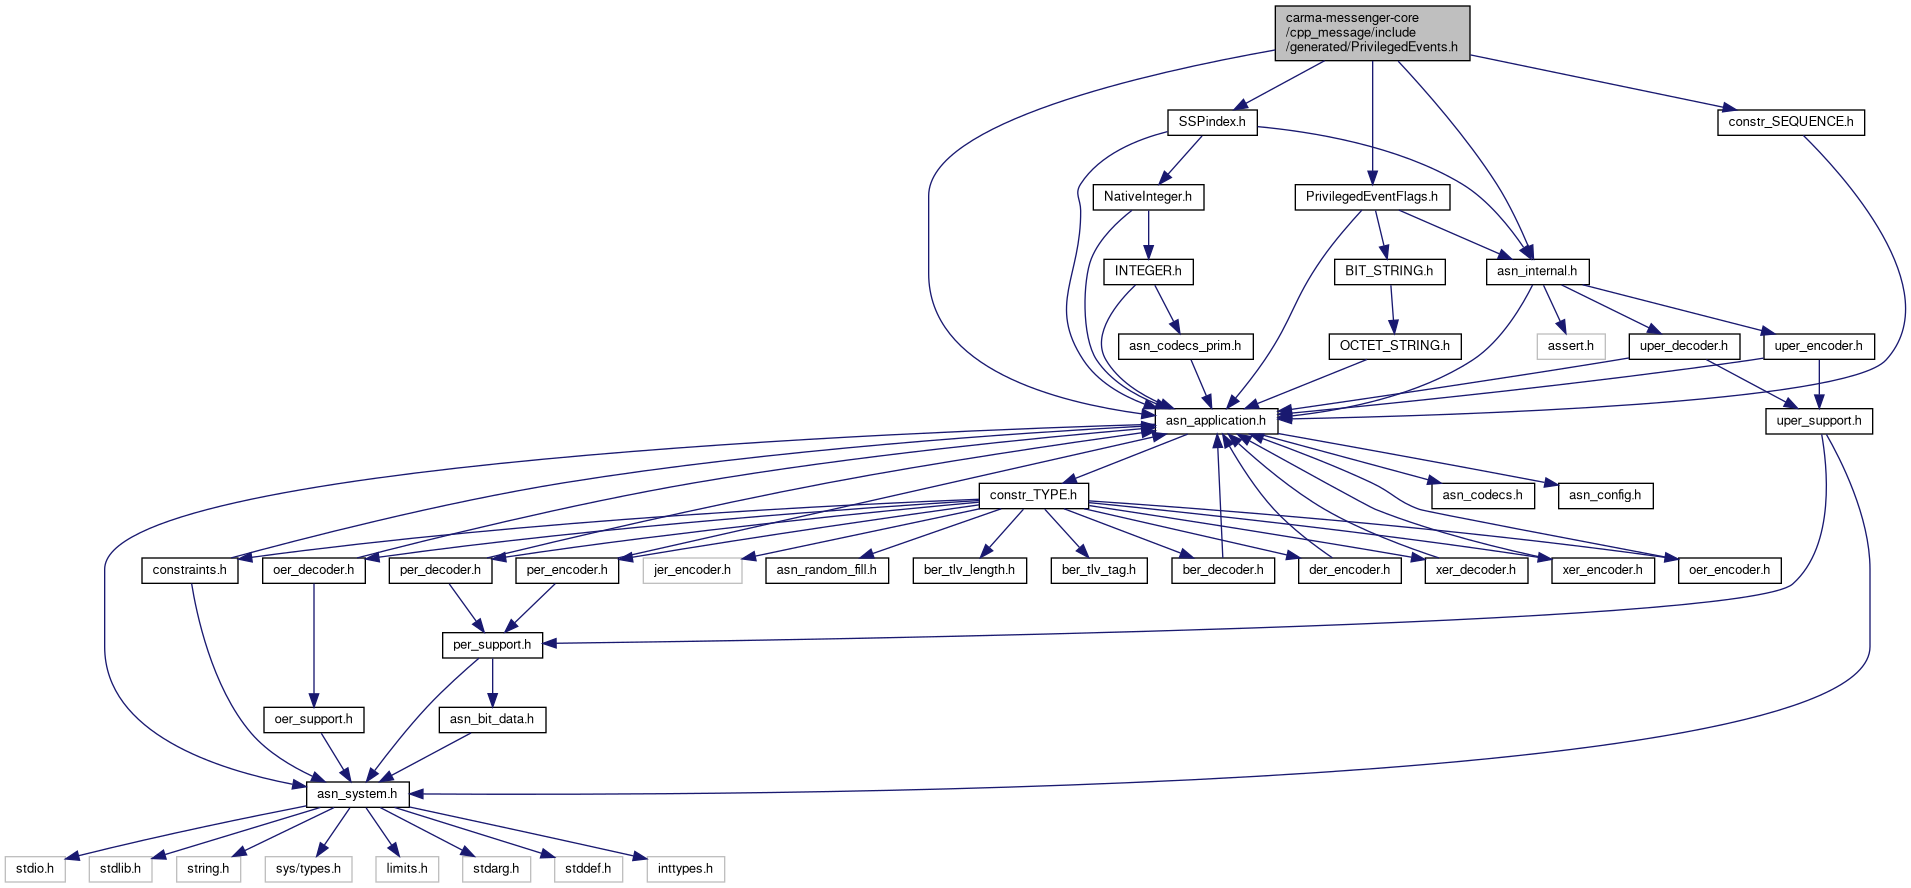 carma-messenger-core
/cpp_message/include
/generated/PrivilegedEvents.h
SSPindex.h
constr_SEQUENCE.h
NativeInteger.h
PrivilegedEventFlags.h
INTEGER.h
BIT_STRING.h
asn_internal.h
asn_codecs_prim.h
OCTET_STRING.h
assert.h
uper_decoder.h
uper_encoder.h
asn_application.h
uper_support.h
constr_TYPE.h
asn_codecs.h
asn_config.h
constraints.h
oer_decoder.h
per_decoder.h
per_encoder.h
jer_encoder.h
asn_random_fill.h
ber_tlv_length.h
ber_tlv_tag.h
ber_decoder.h
der_encoder.h
xer_decoder.h
xer_encoder.h
oer_encoder.h
per_support.h
oer_support.h
asn_bit_data.h
asn_system.h
stdio.h
stdlib.h
string.h
sys/types.h
limits.h
stdarg.h
stddef.h
inttypes.h